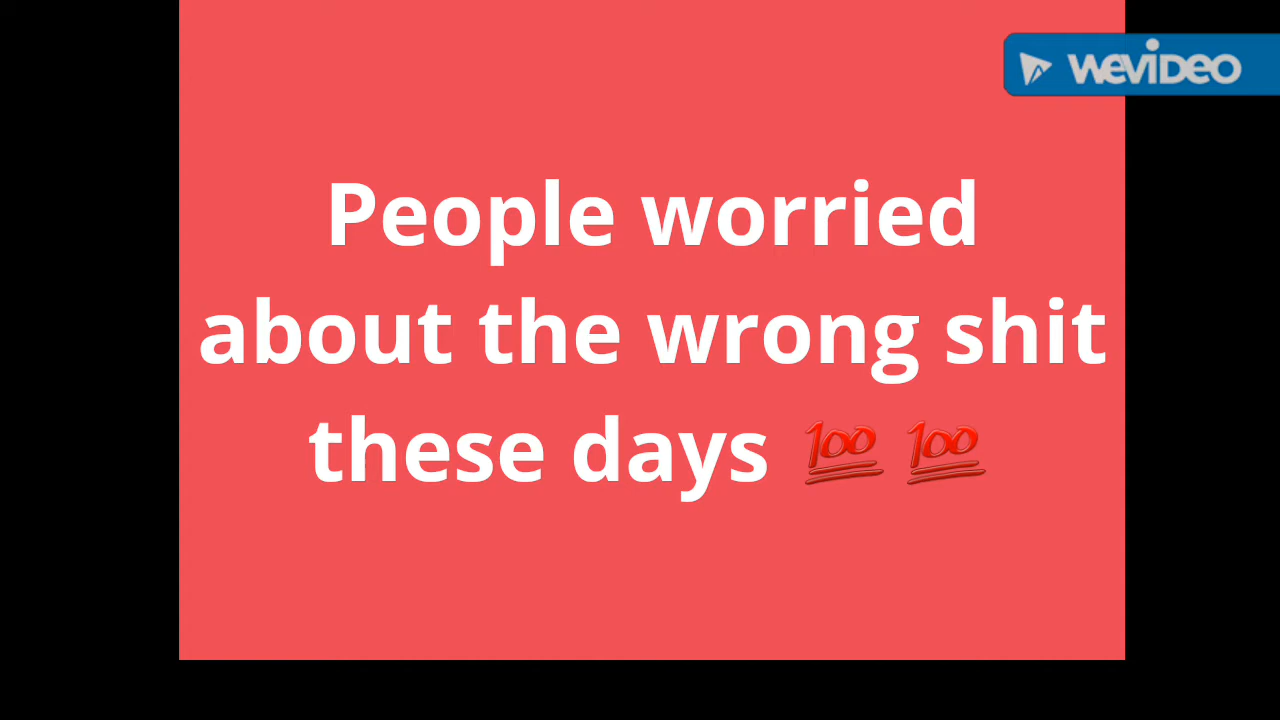 WEVIDEO
People worried
about the wrong shit
these days 💯 💯